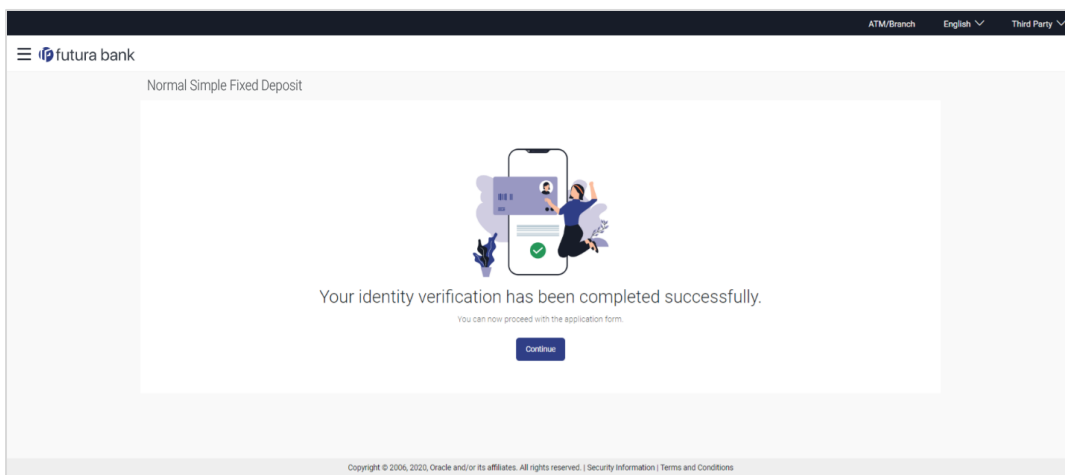 ATM/Branch English Third Party
futura bank
Normal Simple Fixed Deposit
Your identity verification has been completed successfully.
You can now proceed with the application form.
Continue
Copyright © 2006, 2020, Oracle and/or its affiliates. All rights reserved. | Security Information | Terms and Conditions